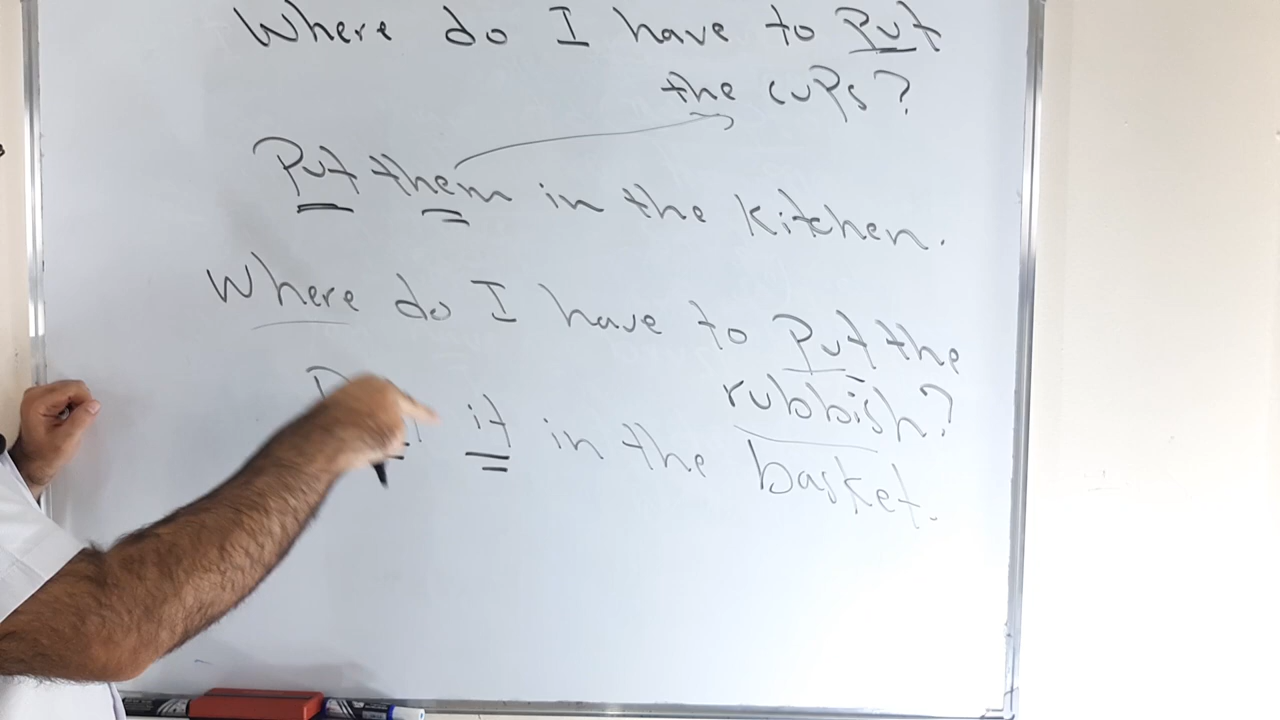 Where do I have to Put
the cups?
Put them in the kitchen.
Where do I have to Put the
rubbish?
it in the basket.